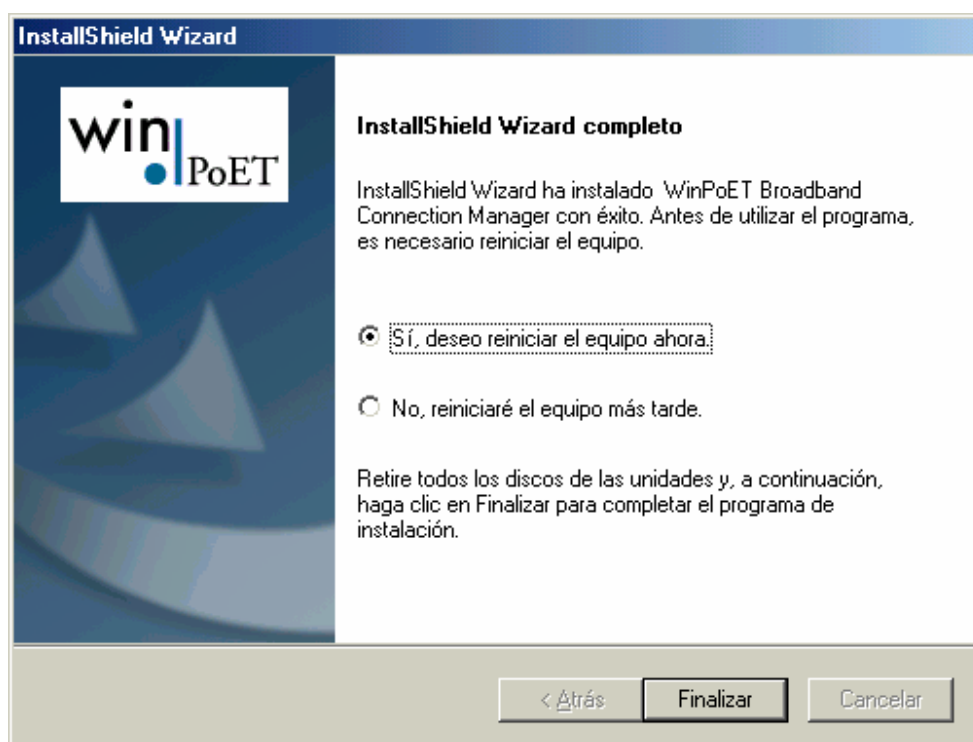 InstallShield Wizard
win
PoET
InstallShield Wizard completo
InstallShield Wizard ha instalado  WinPoET Broadband
Connection Manager con éxito. Antes de utilizar el programa,
es necesario reiniciar el equipo.
Sí, deseo reiniciar el equipo ahora.
No, reiniciaré el equipo más tarde.
Retire todos los discos de las unidades y, a continuación,
haga clic en Finalizar para completar el programa de
instalación.
< Atrás
Finalizar
Cancelar